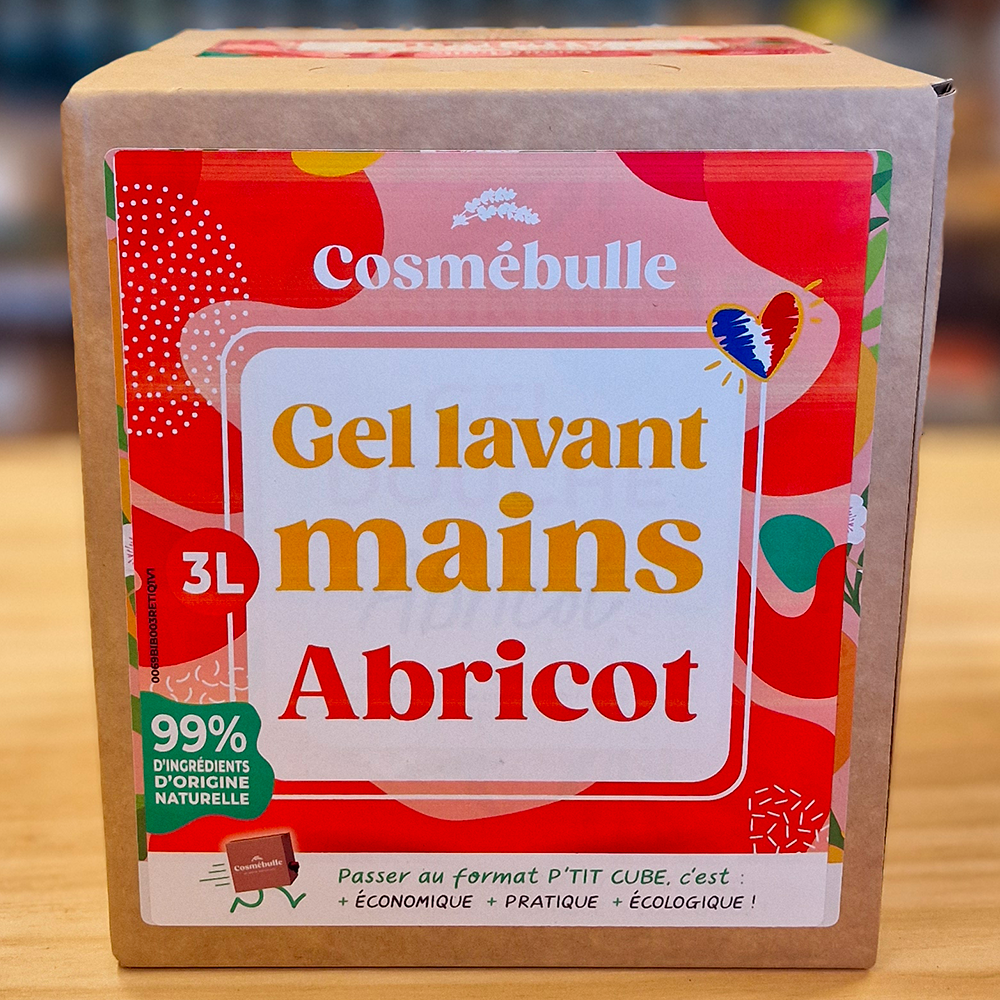 Cosmébulle
Gel lavant
mains
Abricot
3L
0069BIB003RET1Q1V1
99%
D'INGRÉDIENTS
D'ORIGINE
NATURELLE
Cosmébulle
Passer au format P'TIT CUBE, c'est :
+ ÉCONOMIQUE + PRATIQUE + ÉCOLOGIQUE !